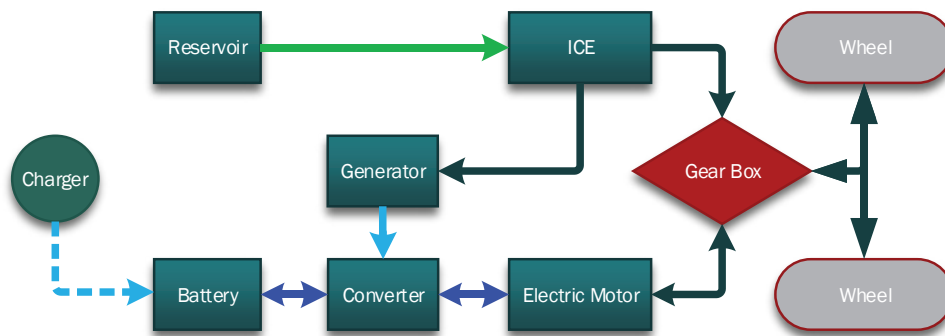 Reservoir
ICE
Wheel
Charger
Generator
Gear Box
Battery
Converter
Electric Motor
Wheel